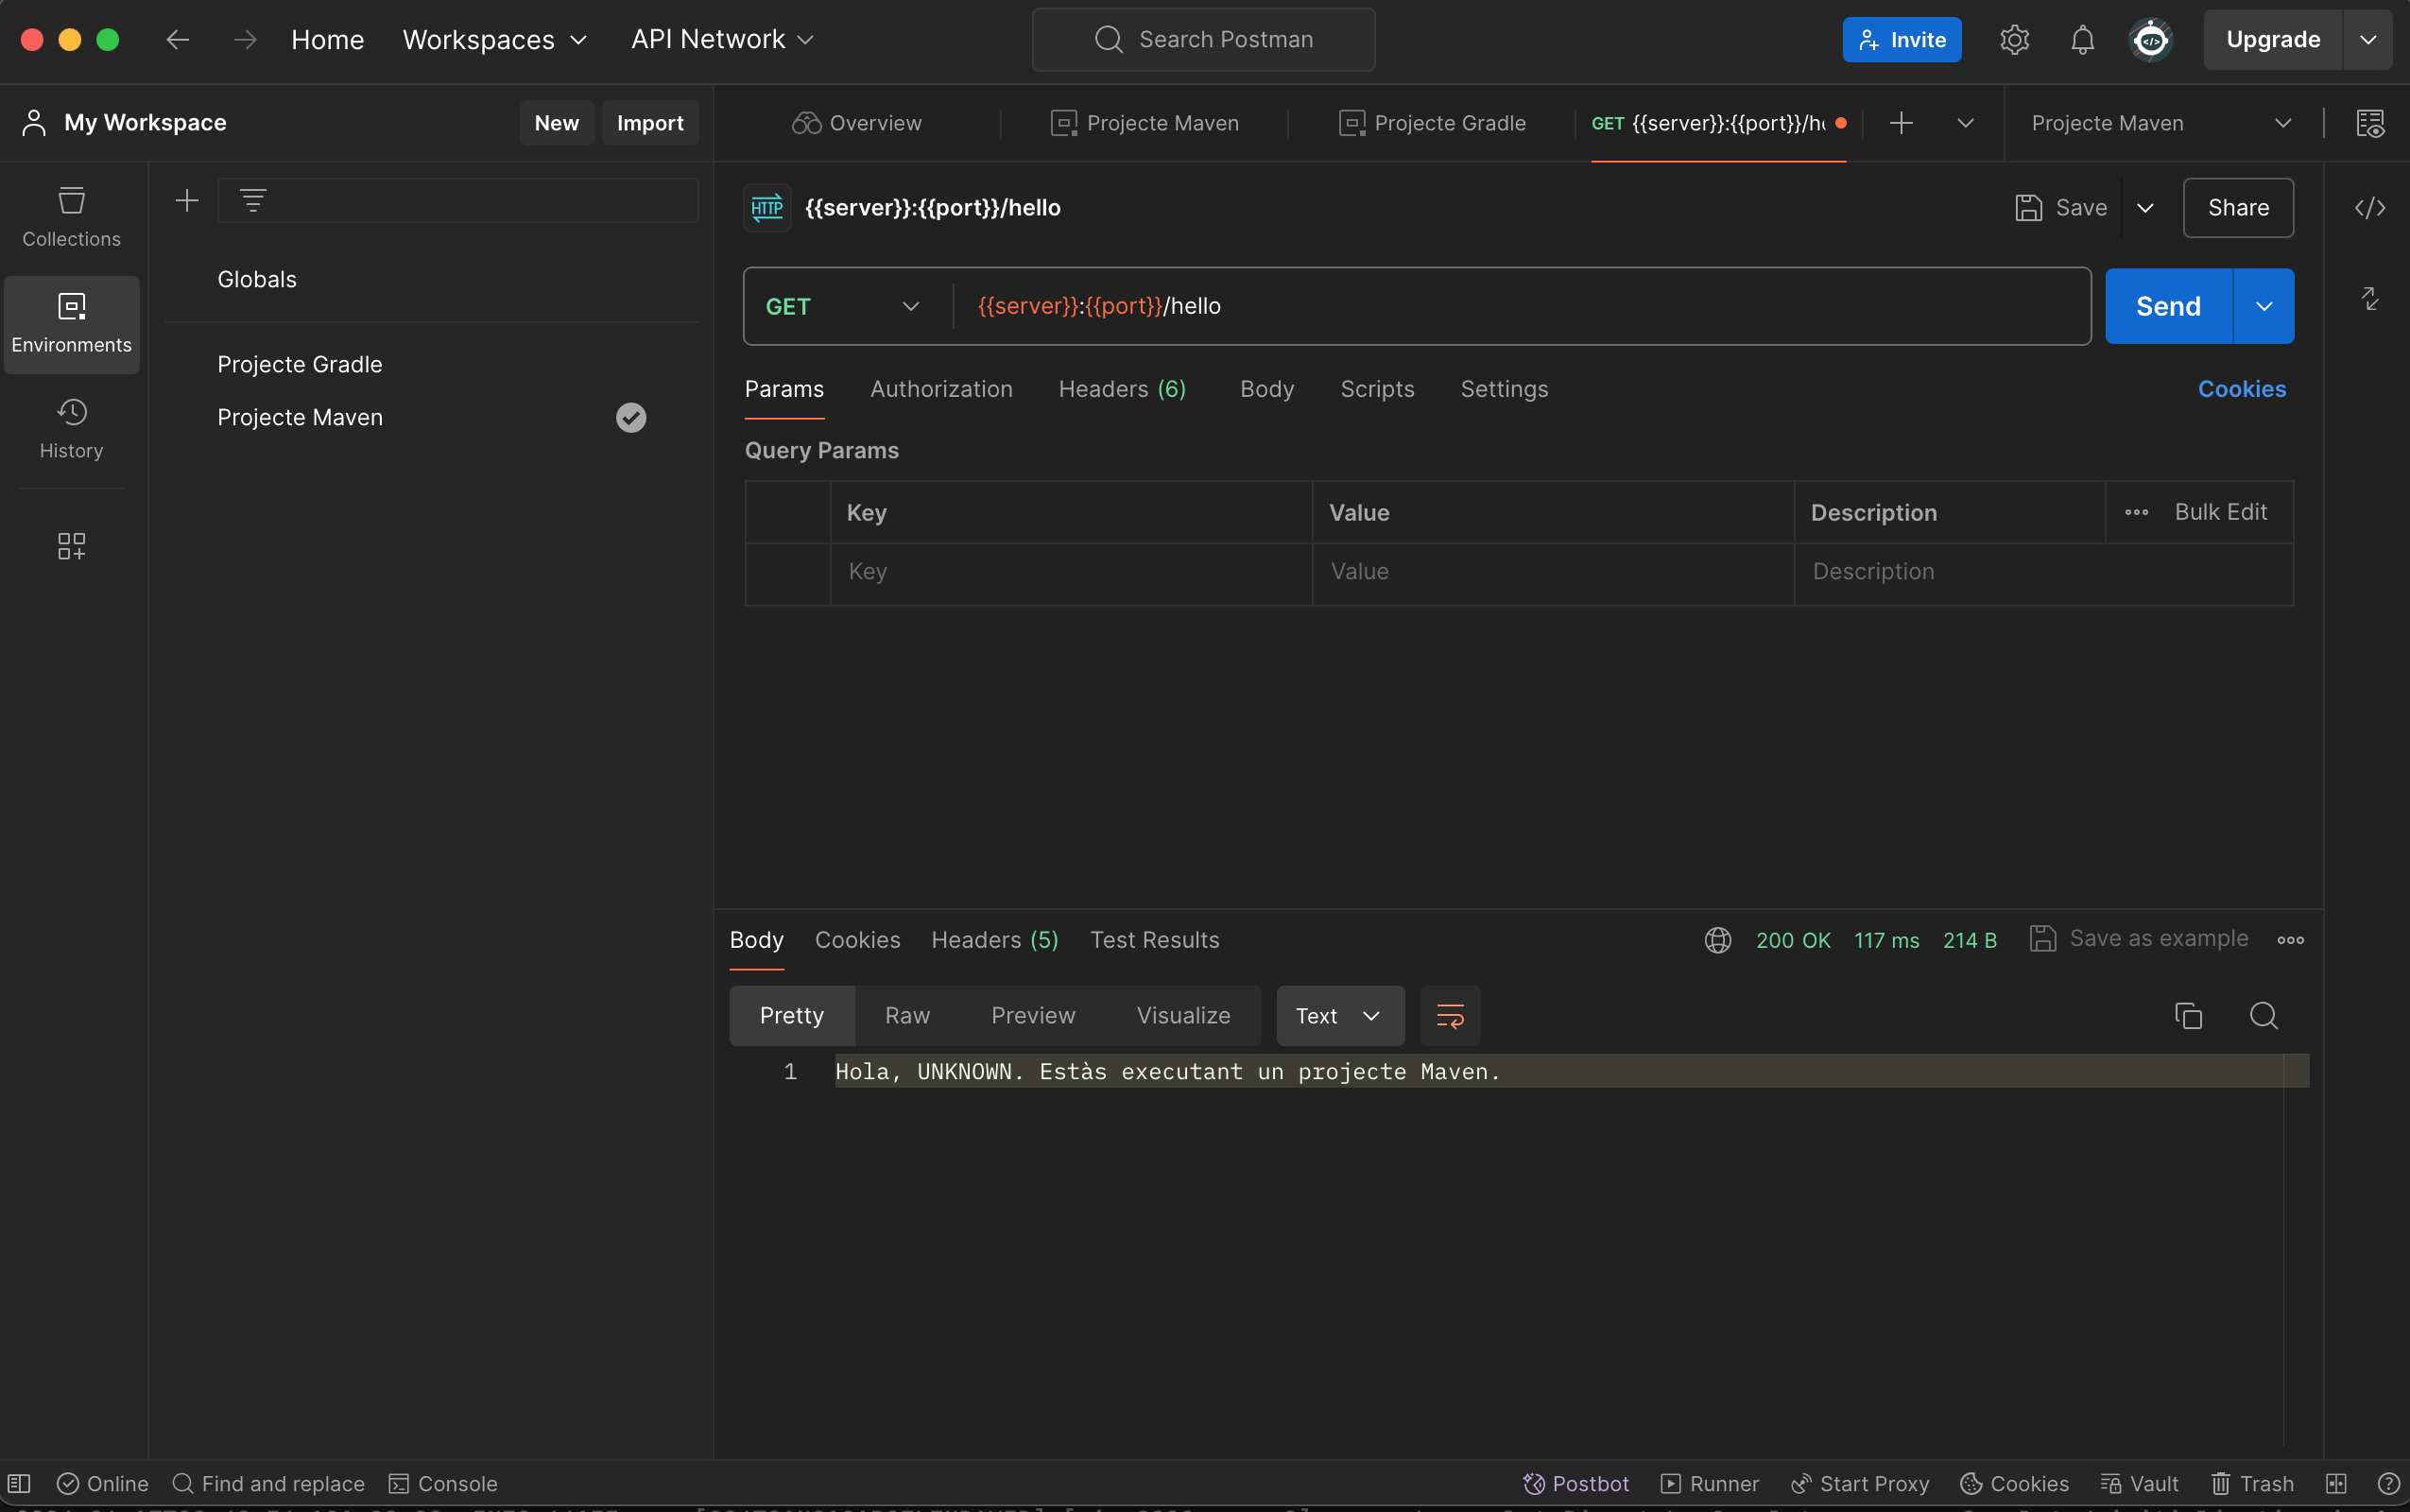 Home Workspaces API Network Search Postman Invite Upgrade
My Workspace New Import Overview Projecte Maven Projecte Gradle GET {{server}}:{{port}}/h Projecte Maven
Collections
Environments
History
Globals
Projecte Gradle
Projecte Maven
HTTP {{server}}:{{port}}/hello Save Share
GET {{server}}:{{port}}/hello Send
Params Authorization Headers (6) Body Scripts Settings Cookies
Query Params
Key Value Description Bulk Edit
Key Value Description
Body Cookies Headers (5) Test Results 200 OK 117 ms 214 B Save as example
Pretty Raw Preview Visualize Text
1 Hola, UNKNOWN. Estàs executant un projecte Maven.
Online Find and replace Console Postbot Runner Start Proxy Cookies Vault Trash